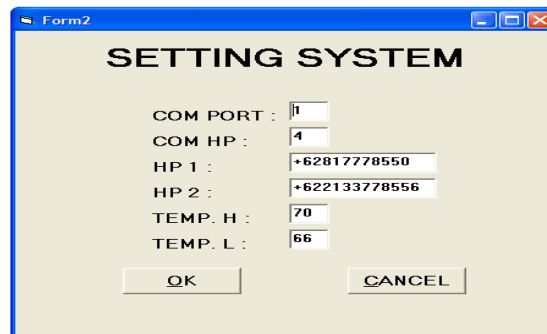 Form2
SETTING SYSTEM
COM PORT : 1
COM HP : 4
HP 1 : +62817778550
HP 2 : +622133778556
TEMP. H : 70
TEMP. L : 66
OK CANCEL